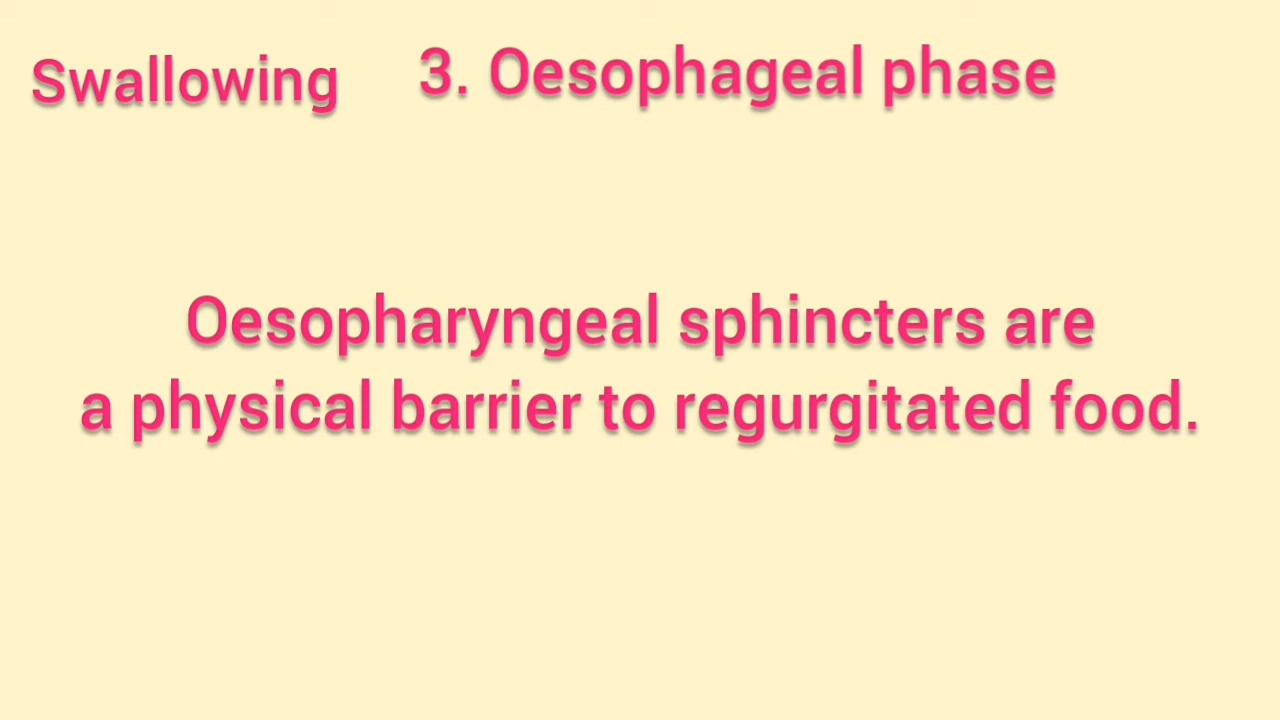 Swallowing 3. Oesophageal phase
Oesopharyngeal sphincters are
a physical barrier to regurgitated food.